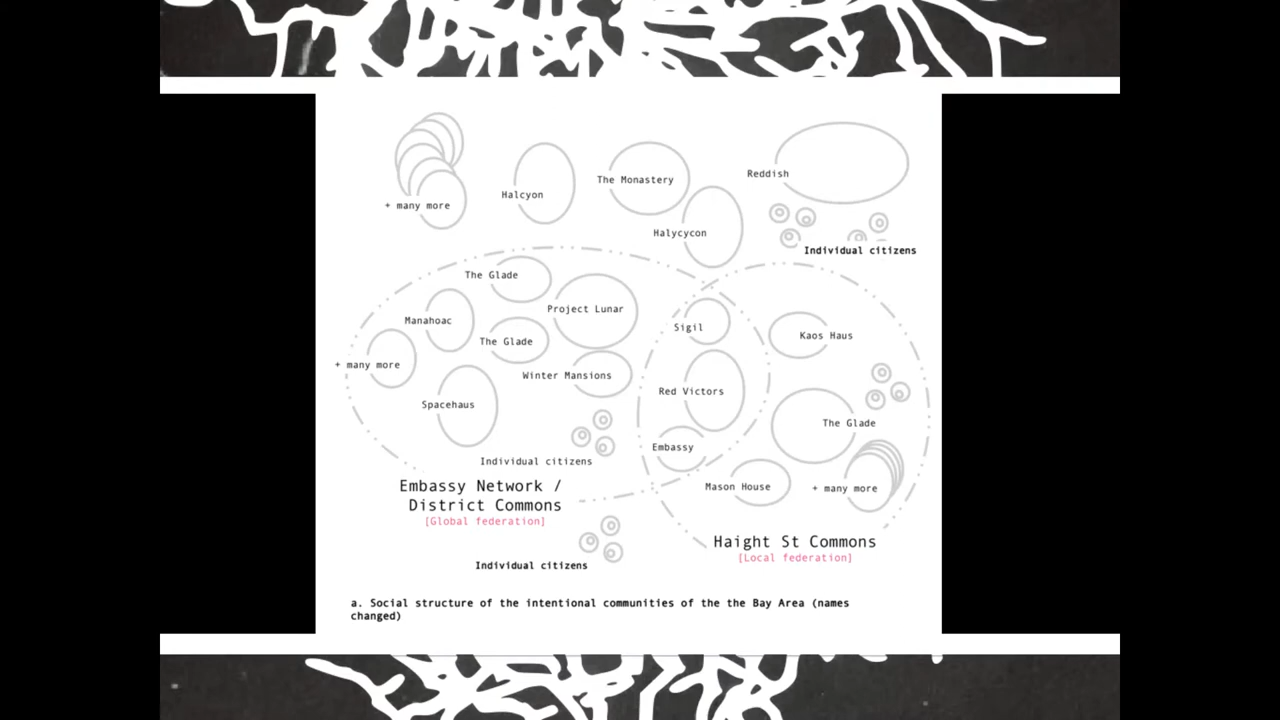 Halcyon
The Monastery
Reddish
+ many more
Halycycon
Individual citizens
The Glade
Project Lunar
Manahoac
Sigil
Kaos Haus
The Glade
+ many more
Winter Mansions
Red Victors
Spacehaus
The Glade
Embassy
Individual citizens
Mason House
+ many more
Embassy Network /
District Commons
[Global federation]
Haight St Commons
[Local federation]
Individual citizens
a. Social structure of the intentional communities of the the Bay Area (names
changed)